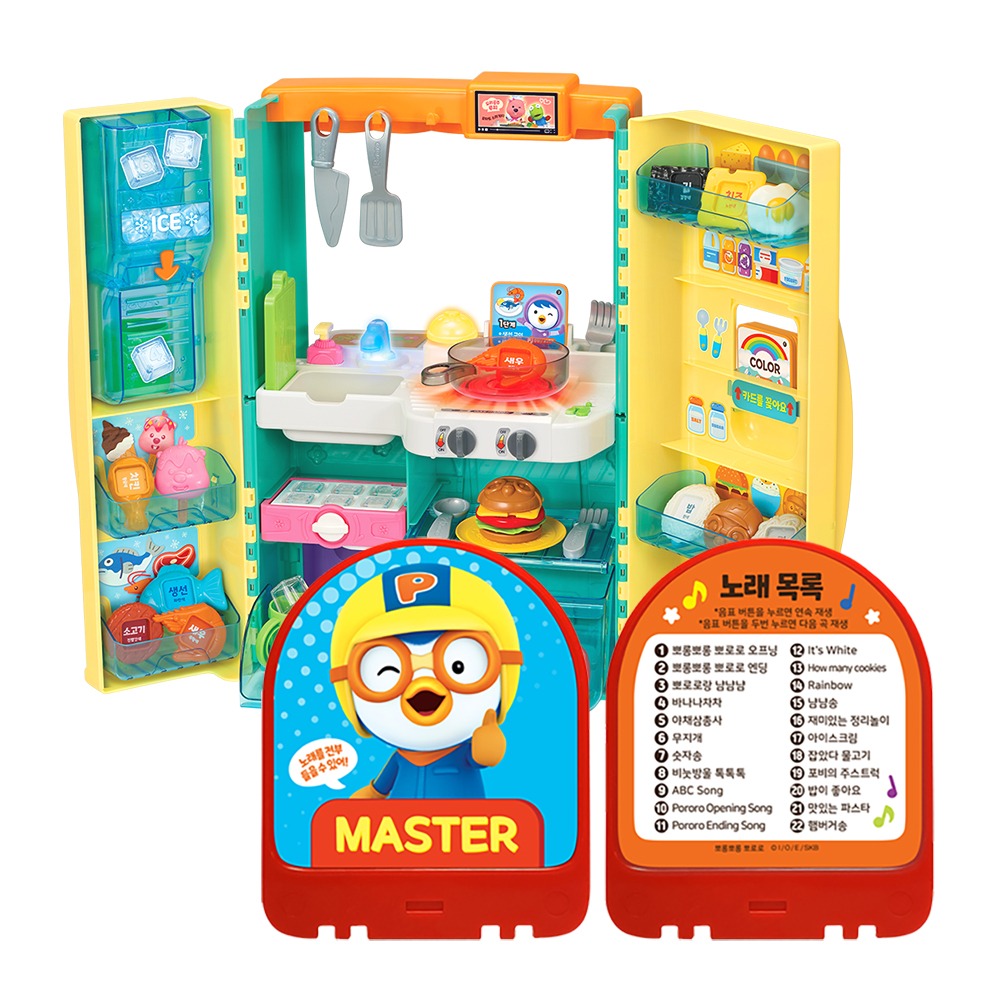 ICE
김
치즈
COLOR
카드를 꽂아요
SALT
1단계
새우
ON
ON
치킨
생선
소고기
새우
밥
P
노래를 전부
들을 수 있어!
MASTER
노래 목록
*음표 버튼을 누르면 연속 재생
*음표 버튼을 두번 누르면 다음 곡 재생
1 뽀롱뽀롱 뽀로로 오프닝
2 뽀롱뽀롱 뽀로로 엔딩
3 뽀로로랑 냠냠냠
4 바나나차차
5 야채삼총사
6 무지개
7 숫자송
8 비눗방울 톡톡톡
9 ABC Song
10 Pororo Opening Song
11 Pororo Ending Song
12 It's White
13 How many cookies
14 Rainbow
15 냠냠송
16 재미있는 정리놀이
17 아이스크림
18 잡았다 물고기
19 포비의 주스트럭
20 밥이 좋아요
21 맛있는 파스타
22 햄버거송
뽀롱뽀롱 뽀로로 ©I/O/E/SKB